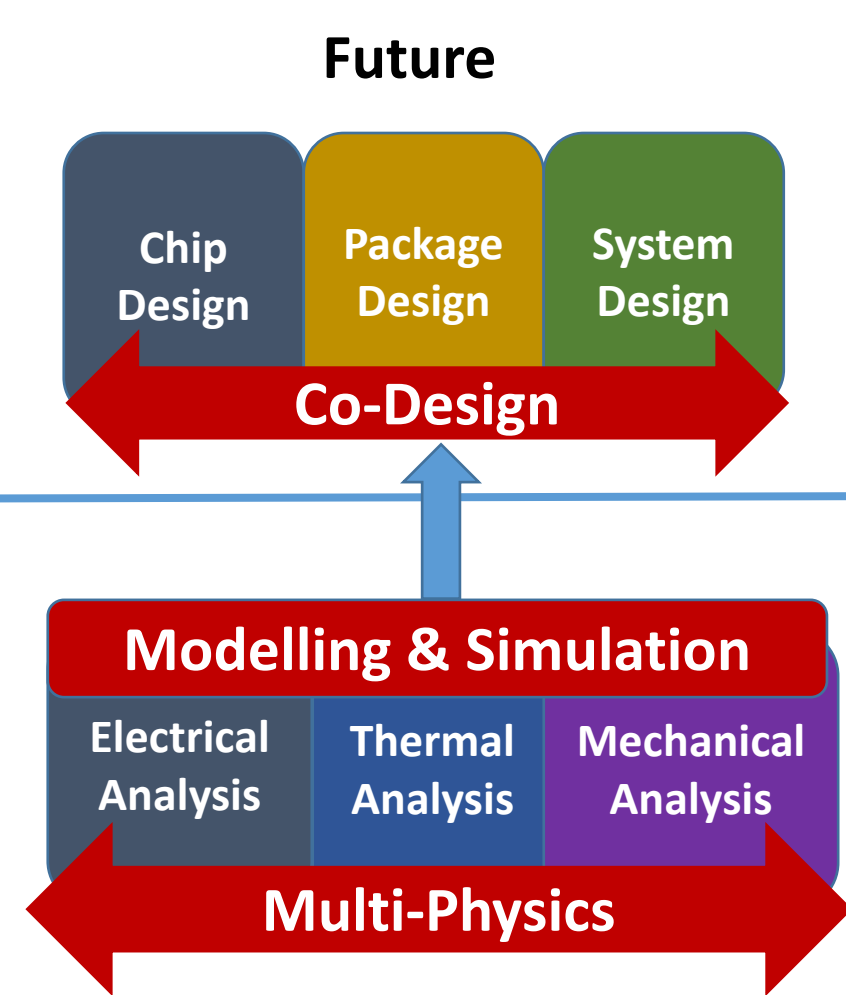 Future
Chip
Design
Package
Design
System
Design
Co-Design
Modelling & Simulation
Electrical
Analysis
Thermal
Analysis
Mechanical
Analysis
Multi-Physics